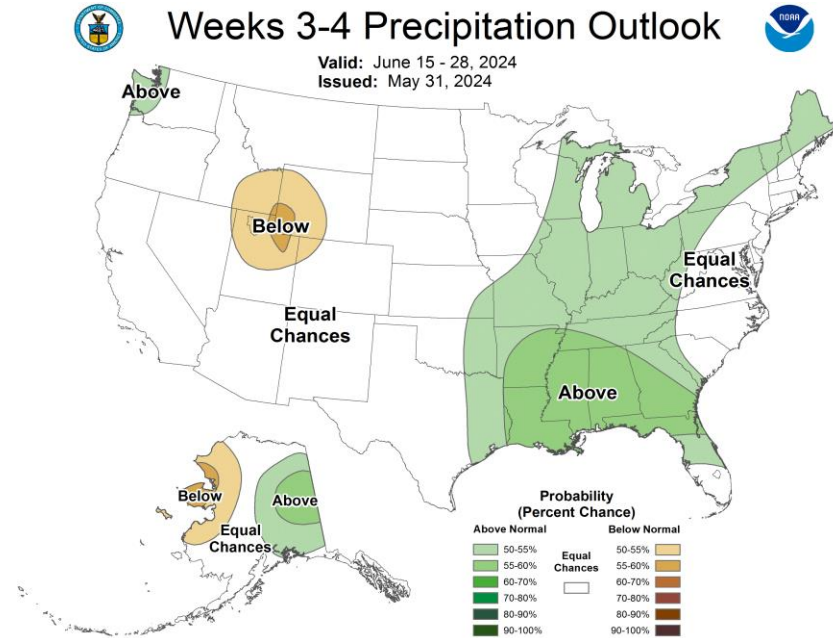 Weeks 3-4 Precipitation Outlook
NOAA
Valid: June 15 - 28, 2024
Issued: May 31, 2024
Above
Below
Equal
Chances
Equal
Chances
Above
Below
Above
Equal
Chances
Probability
(Percent Chance)
Above Normal
Below Normal
Equal
Chances
50-55%
50-55%
55-60%
55-60%
60-70%
60-70%
70-80%
70-80%
80-90%
80-90%
90-100%
90-100%